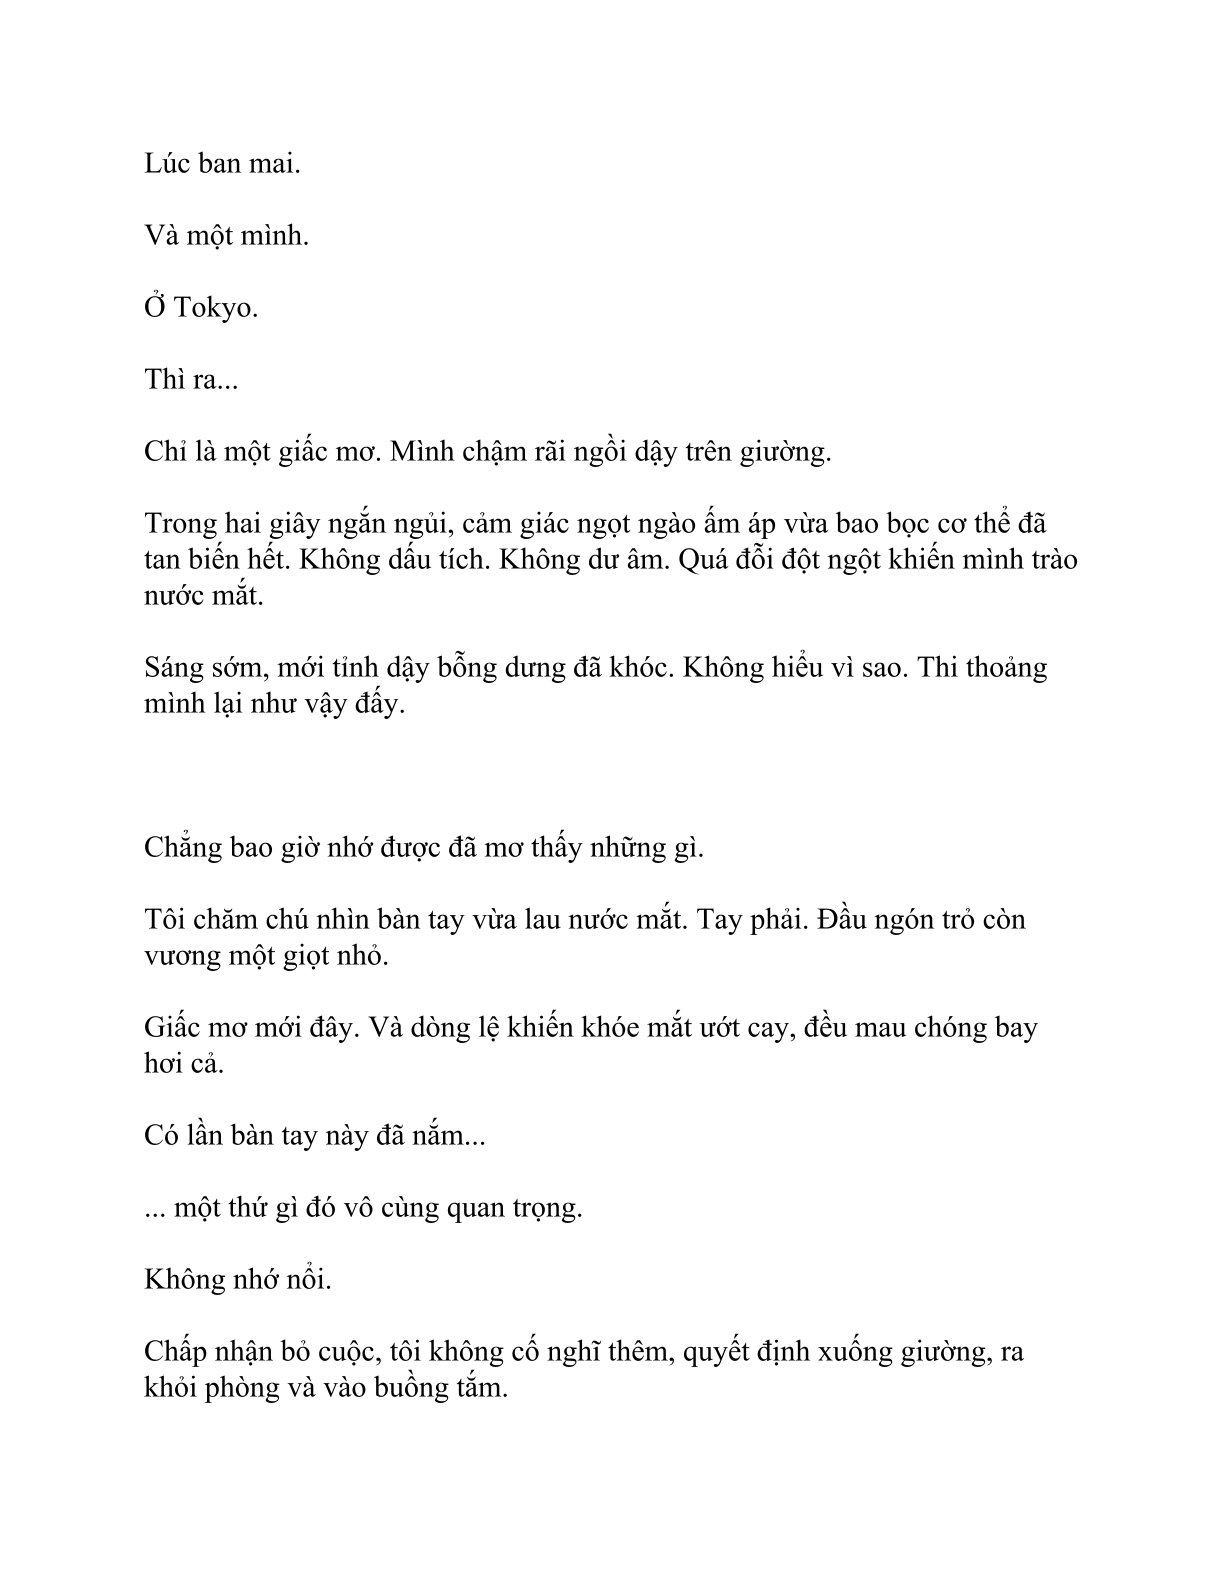 Lúc ban mai.
Và một mình.
Ở Tokyo.
Thì ra...
Chỉ là một giấc mơ. Mình chậm rãi ngồi dậy trên giường.
Trong hai giây ngắn ngủi, cảm giác ngọt ngào ấm áp vừa bao bọc cơ thể đã
tan biến hết. Không dấu tích. Không dư âm. Quá đỗi đột ngột khiến mình trào
nước mắt.
Sáng sớm, mới tỉnh dậy bỗng dưng đã khóc. Không hiểu vì sao. Thi thoảng
mình lại như vậy đấy.
Chẳng bao giờ nhớ được đã mơ thấy những gì.
Tôi chăm chú nhìn bàn tay vừa lau nước mắt. Tay phải. Đầu ngón trỏ còn
vương một giọt nhỏ.
Giấc mơ mới đây. Và dòng lệ khiến khóe mắt ướt cay, đều mau chóng bay
hơi cả.
Có lần bàn tay này đã nắm...
... một thứ gì đó vô cùng quan trọng.
Không nhớ nổi.
Chấp nhận bỏ cuộc, tôi không cố nghĩ thêm, quyết định xuống giường, ra
khỏi phòng và vào buồng tắm.